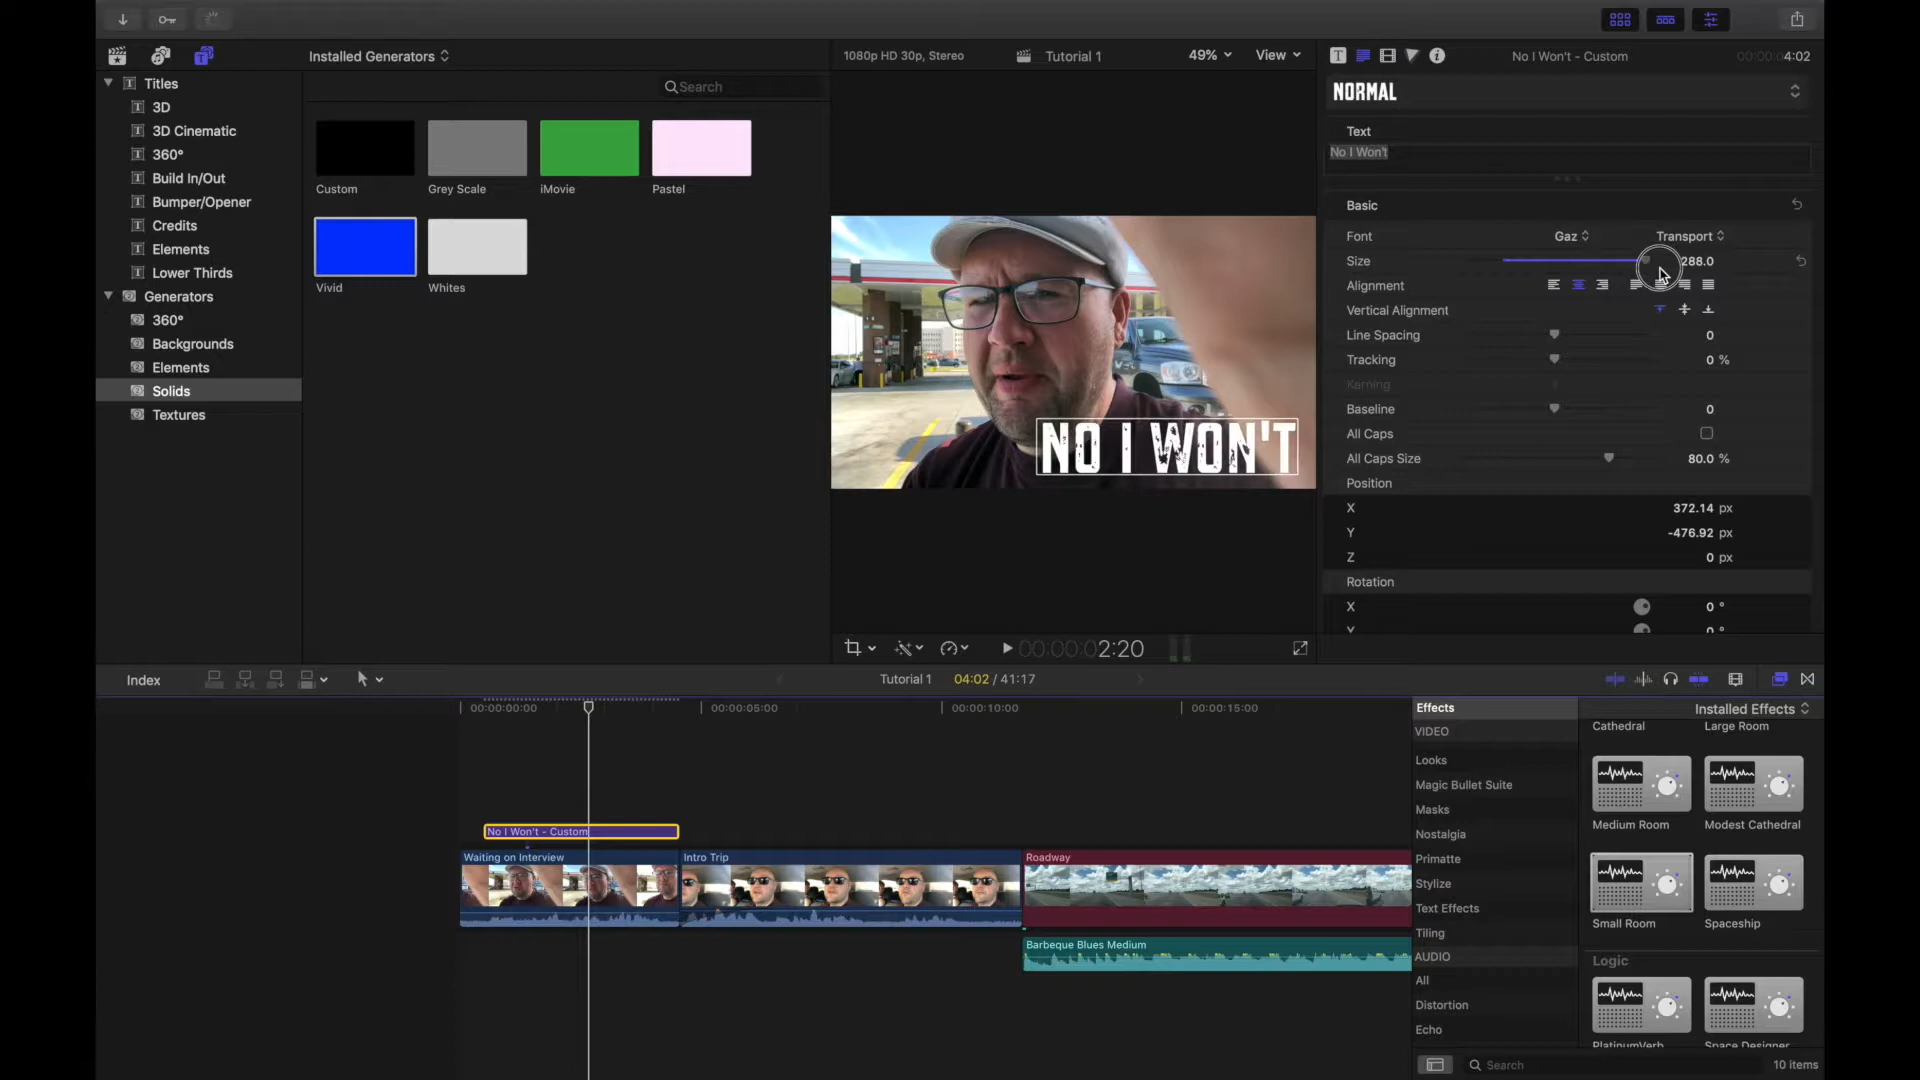 Installed Generators
1080p HD 30p, Stereo
Tutorial 1
49%
View
No I Won't - Custom
00:00:00:04:02
Titles
3D
3D Cinematic
360°
Build In/Out
Bumper/Opener
Credits
Elements
Lower Thirds
Generators
360°
Backgrounds
Elements
Solids
Textures
Search
Custom
Grey Scale
iMovie
Pastel
Vivid
Whites
NO I WON'T
NORMAL
Text
No I Won't
Basic
Font Gaz Transport
Size 288.0
Alignment
Vertical Alignment
Line Spacing 0
Tracking 0 %
Kerning
Baseline 0
All Caps
All Caps Size 80.0 %
Position
X 372.14 px
Y -476.92 px
Z 0 px
Rotation
X 0 °
Y 0 °
00:00:00:02:20
Index
Tutorial 1 04:02 / 41:17
00:00:00:00
00:00:05:00
00:00:10:00
00:00:15:00
No I Won't - Custom
Waiting on Interview
Intro Trip
Roadway
Barbeque Blues Medium
Effects
Installed Effects
VIDEO
Looks
Magic Bullet Suite
Masks
Nostalgia
Primatte
Stylize
Text Effects
Tiling
AUDIO
All
Distortion
Echo
Cathedral
Large Room
Medium Room
Modest Cathedral
Small Room
Spaceship
Logic
PlatinumVerb
Space Designer
Search
10 items